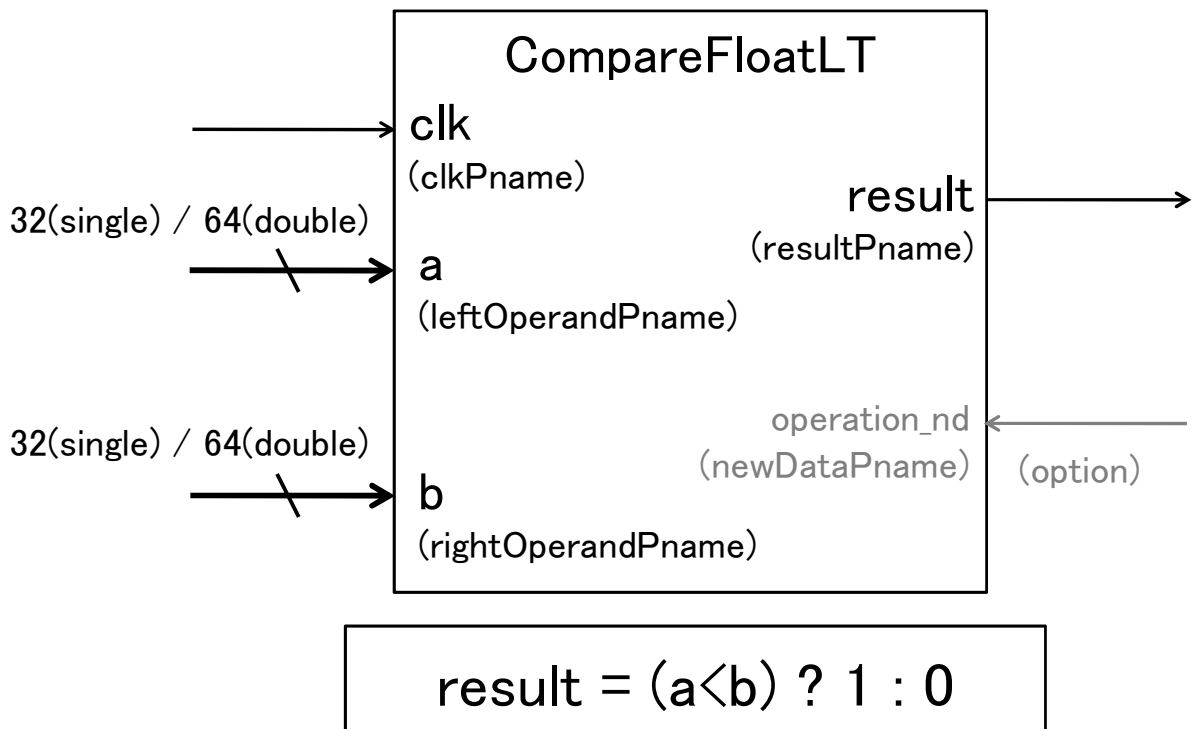 CompareFloatLT
clk
(clkPname)
32(single) / 64(double)
a
(leftOperandPname)
result
(resultPname)
32(single) / 64(double)
b
(rightOperandPname)
operation_nd
(newDataPname)
(option)
result = (a<b) ? 1 : 0